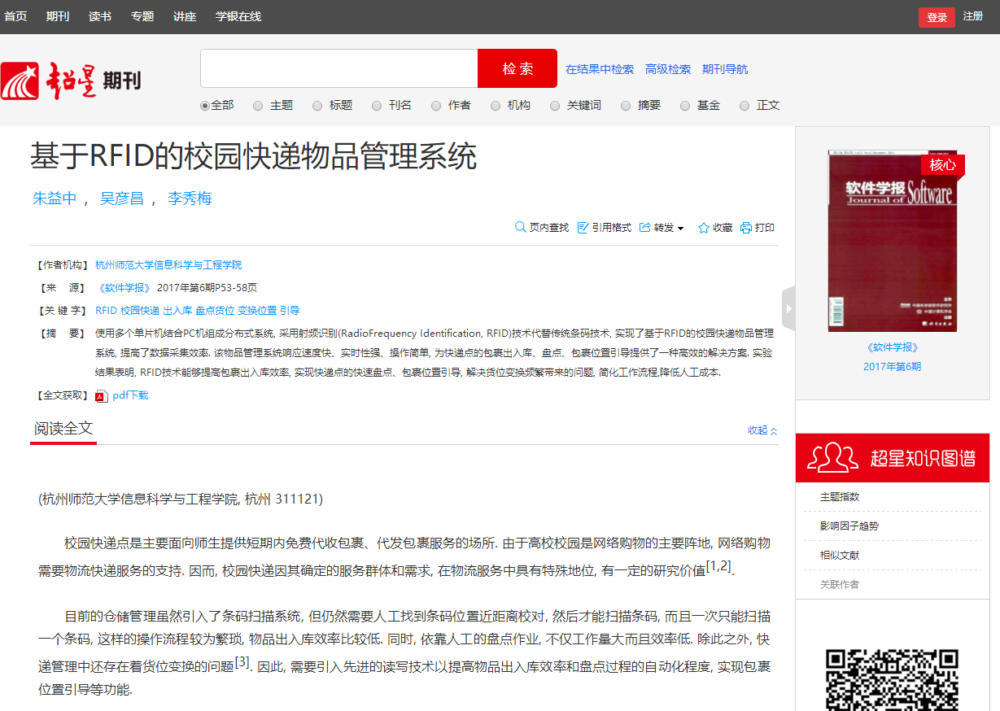 首页 期刊 读书 专题 讲座 学银在线 登录 注册
超星 期刊
检 索 在结果中检索 高级检索 期刊导航
全部 主题 标题 刊名 作者 机构 关键词 摘要 基金 正文
基于RFID的校园快递物品管理系统
朱益中 , 吴彦昌 , 李秀梅
页内查找 引用格式 转发 收藏 打印
【作者机构】 杭州师范大学信息科学与工程学院
【来 源】 《软件学报》 2017年第6期P53-58页
【关 键 字】 RFID 校园快递 出入库 盘点货位 变换位置 引导
【摘 要】 使用多个单片机结合PC机组成分布式系统, 采用射频识别(RadioFrequency Identification, RFID)技术代替传统条码技术, 实现了基于RFID的校园快递物品管理
系统, 提高了数据采集效率. 该物品管理系统响应速度快、实时性强、操作简单, 为快递点的包裹出入库、盘点、包裹位置引导提供了一种高效的解决方案. 实验
结果表明, RFID技术能够提高包裹出入库效率, 实现快递点的快速盘点、包裹位置引导, 解决货位变换频繁带来的问题, 简化工作流程,降低人工成本.
【全文获取】 pdf下载
阅读全文 收起
(杭州师范大学信息科学与工程学院, 杭州 311121)
校园快递点是主要面向师生提供短期内免费代收包裹、代发包裹服务的场所. 由于高校校园是网络购物的主要阵地, 网络购物
需要物流快递服务的支持. 因而, 校园快递因其确定的服务群体和需求, 在物流服务中具有特殊地位, 有一定的研究价值[1,2].
目前的仓储管理虽然引入了条码扫描系统, 但仍然需要人工找到条码位置近距离校对, 然后才能扫描条码, 而且一次只能扫描
一个条码, 这样的操作流程较为繁琐, 物品出入库效率比较低. 同时, 依靠人工的盘点作业, 不仅工作量大而且效率低. 除此之外, 快
递管理中还存在着货位变换的问题[3]. 因此, 需要引入先进的读写技术以提高物品出入库效率和盘点过程的自动化程度, 实现包裹
位置引导等功能.
核心
软件学报
Journal of Software
《软件学报》
2017年第6期
超星知识图谱
主题指数
影响因子趋势
相似文献
关联作者